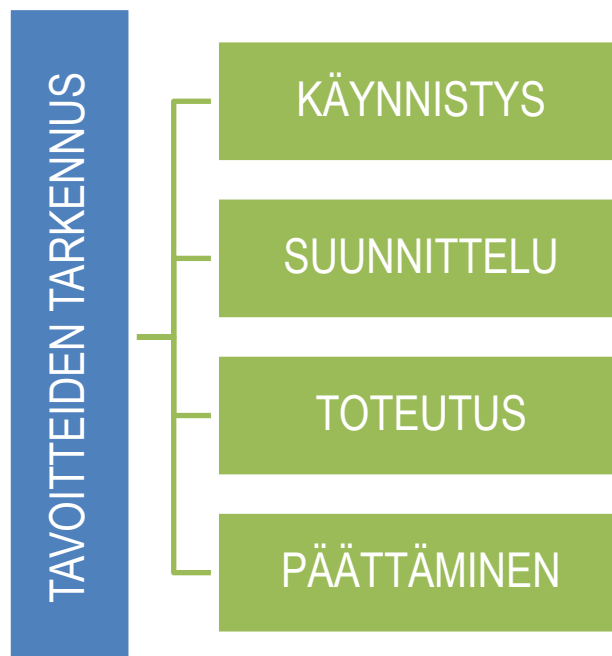 TAVOITTEIDEN TARKENNUS
KÄYNNISTYS
SUUNNITTELU
TOTEUTUS
PÄÄTTÄMINEN